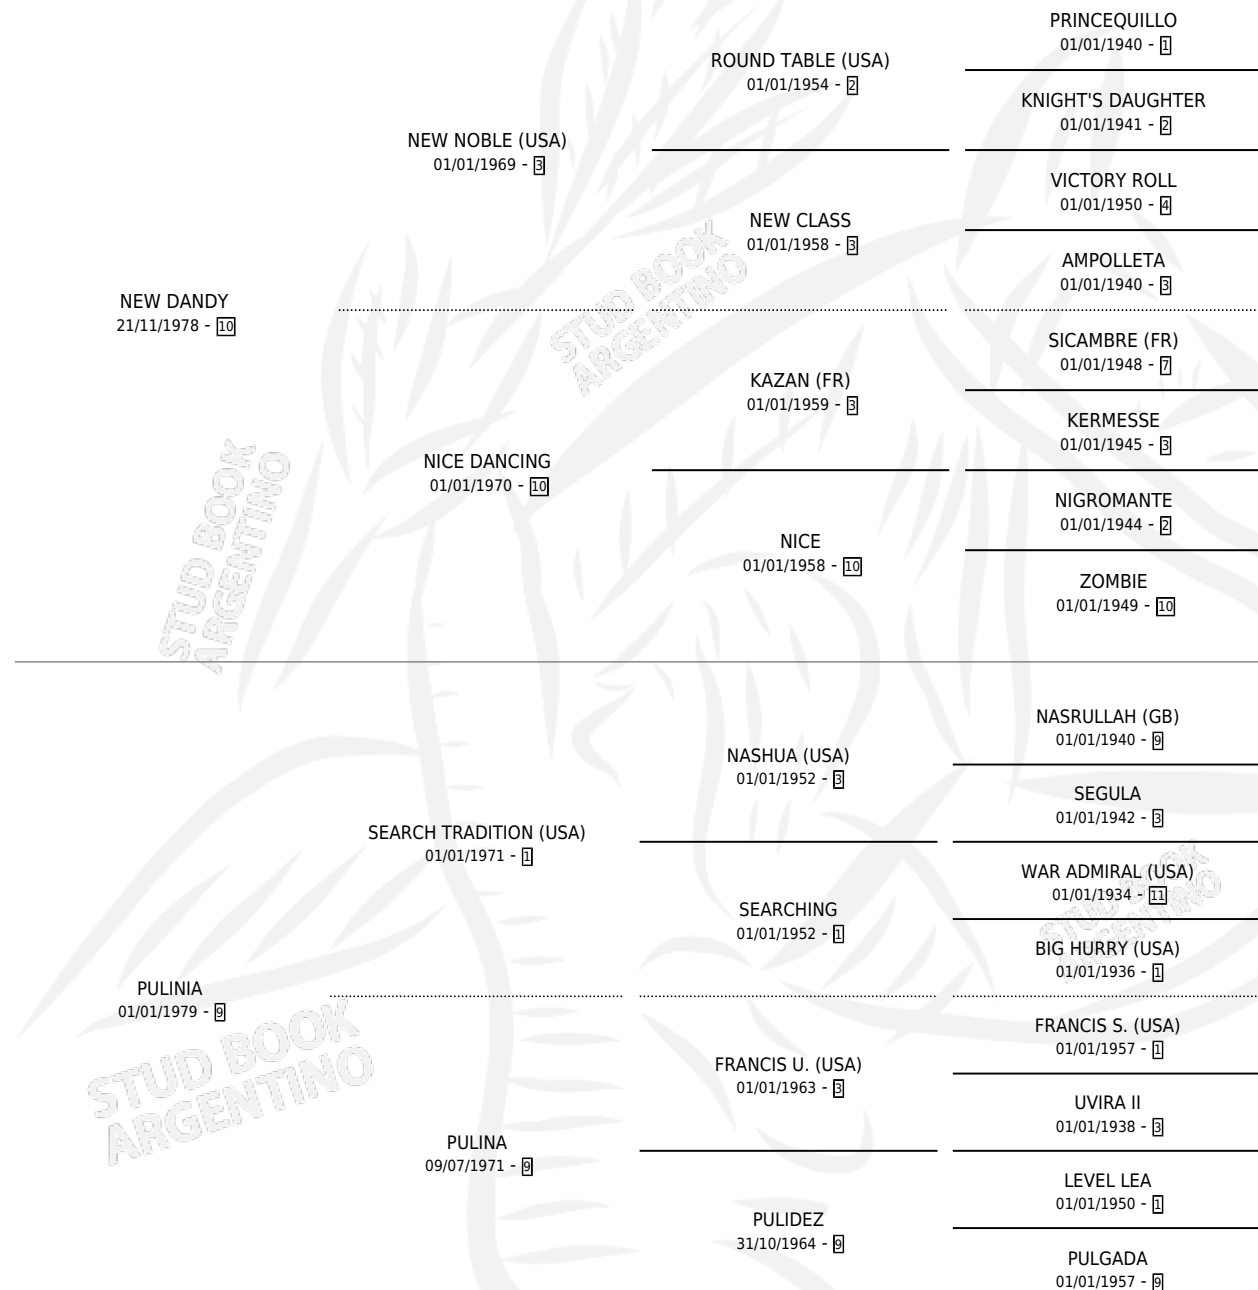 PRINCEQUILLO
01/01/1940 - 1
ROUND TABLE (USA)
01/01/1954 - 2
KNIGHT'S DAUGHTER
01/01/1941 - 2
NEW NOBLE (USA)
01/01/1969 - 3
VICTORY ROLL
01/01/1950 - 4
NEW CLASS
01/01/1958 - 3
AMPOLLETA
01/01/1940 - 3
NEW DANDY
21/11/1978 - 10
STUD BOOK
ARGENTINO
SICAMBRE (FR)
01/01/1948 - 7
KAZAN (FR)
01/01/1959 - 3
KERMESSE
01/01/1945 - 3
NICE DANCING
01/01/1970 - 10
NIGROMANTE
01/01/1944 - 2
NICE
01/01/1958 - 10
ZOMBIE
01/01/1949 - 10
STUD BOOK
ARGENTINO
NASRULLAH (GB)
01/01/1940 - 9
NASHUA (USA)
01/01/1952 - 3
SEGULA
01/01/1942 - 3
SEARCH TRADITION (USA)
01/01/1971 - 1
WAR ADMIRAL (USA)
01/01/1934 - 11
STUD BOOK
ARGENTINO
SEARCHING
01/01/1952 - 1
BIG HURRY (USA)
01/01/1936 - 1
PULINIA
01/01/1979 - 9
STUD BOOK
ARGENTINO
FRANCIS S. (USA)
01/01/1957 - 1
FRANCIS U. (USA)
01/01/1963 - 3
UVIRA II
01/01/1938 - 3
PULINA
09/07/1971 - 9
LEVEL LEA
01/01/1950 - 1
PULIDEZ
31/10/1964 - 9
PULGADA
01/01/1957 - 9